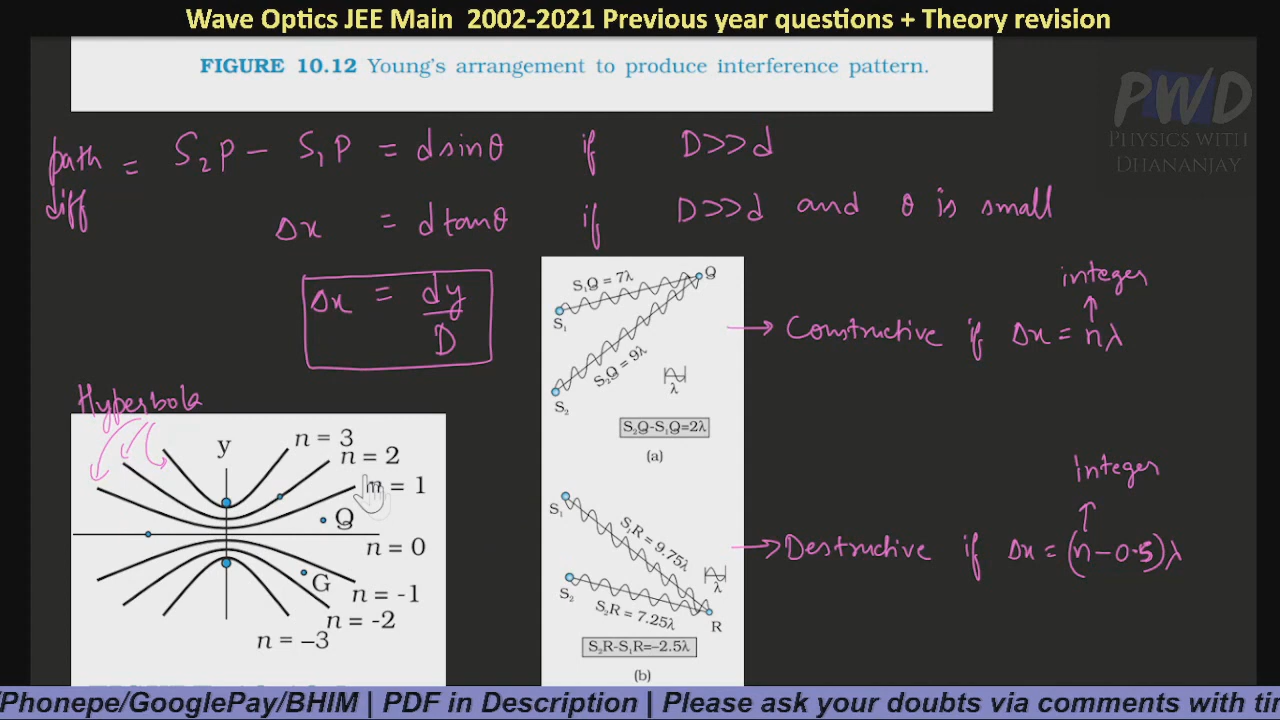 Wave Optics JEE Main 2002-2021 Previous year questions + Theory revision
FIGURE 10.12 Young's arrangement to produce interference pattern.
PWD
PHYSICS WITH
DHANANJAY
path diff = S₂P − S₁P = d sinθ if D>>d
Δx = d tanθ if D>>d and θ is small
Δx = dy/D
S₁Q = 7λ
Q
S₁
S₂Q = 9λ
λ
S₂
S₂Q-S₁Q=2λ
(a)
integer
Constructive if Δx = nλ
Hyperbola
y
n = 3
n = 2
n = 1
Q
n = 0
G
n = -1
n = -2
n = –3
S₁
S₁R = 9.75λ
λ
S₂
S₂R = 7.25λ
R
S₂R-S₁R=–2.5λ
(b)
integer
Destructive if Δx = (n−0.5)λ
/Phonepe/GooglePay/BHIM | PDF in Description | Please ask your doubts via comments with ti